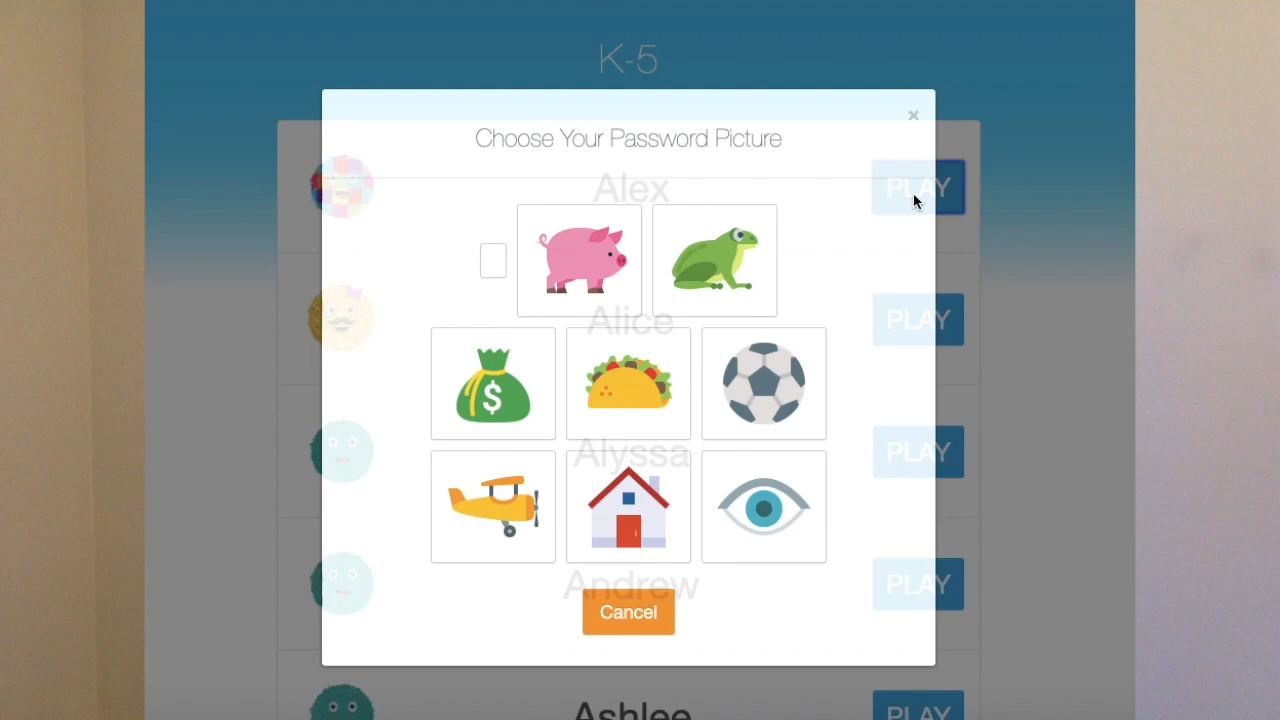 K-5
×
Choose Your Password Picture
Alex
PLAY
Alice
PLAY
$
Alyssa
PLAY
Andrew
PLAY
Cancel
Ashlee
PLAY